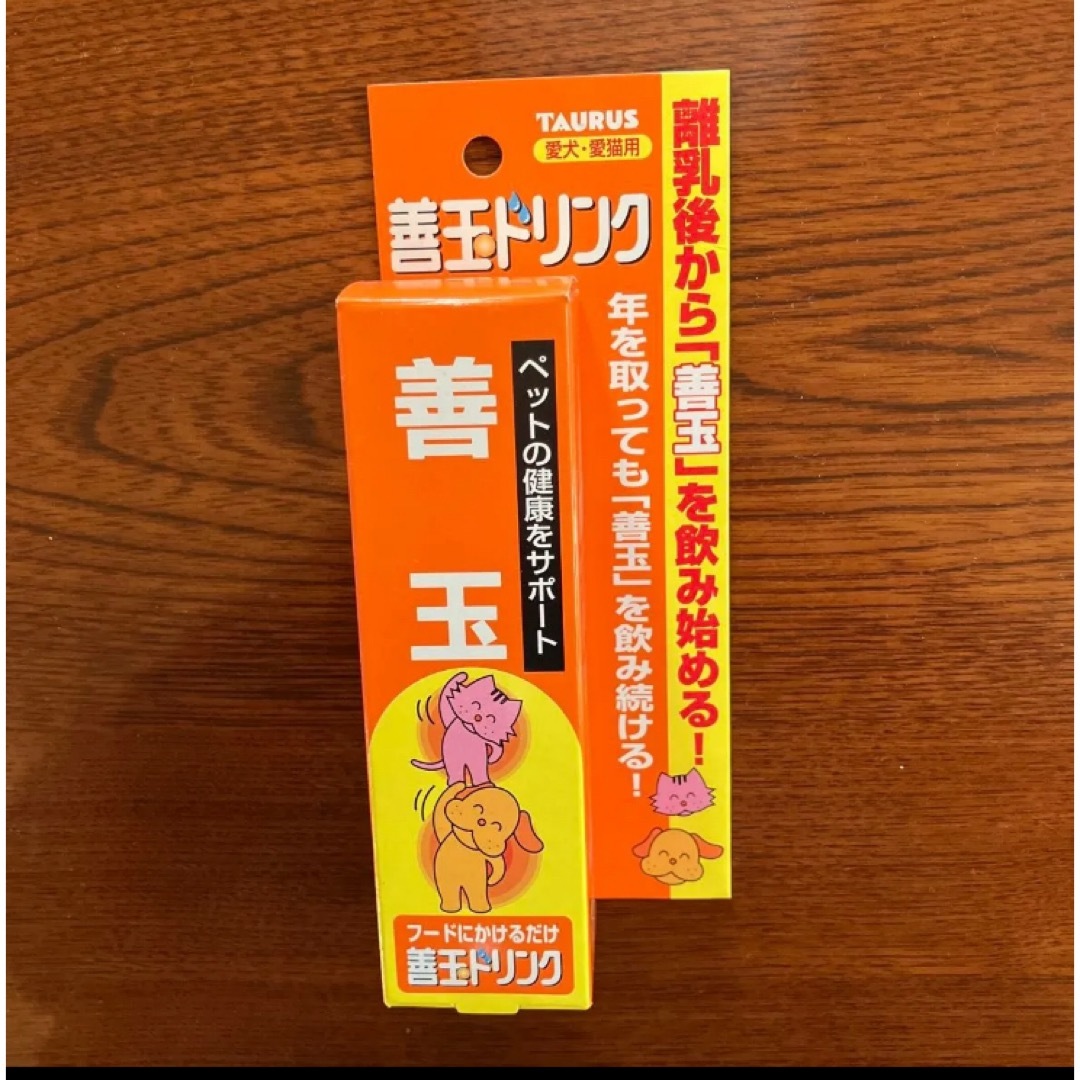 TAURUS
愛犬・愛猫用
善玉ドリンク
離乳後から「善玉」を飲み始める!
年を取っても「善玉」を飲み続ける!
ペットの健康をサポート
善玉
フードにかけるだけ
善玉ドリンク